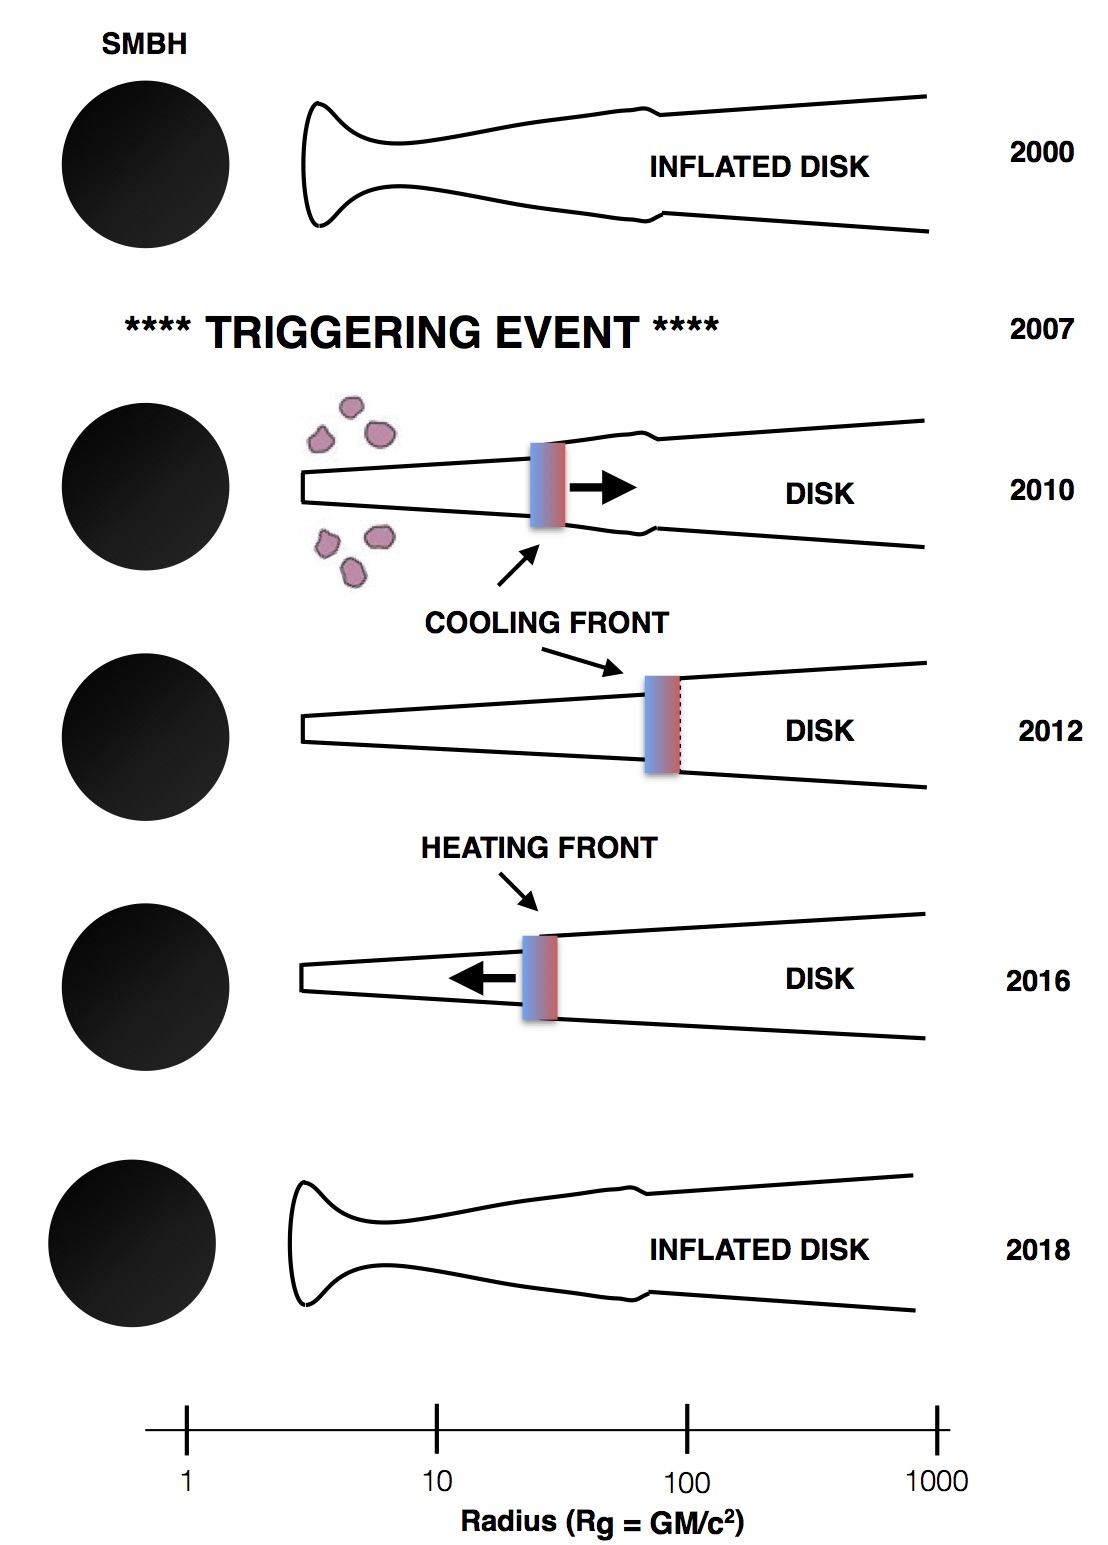 SMBH
INFLATED DISK
2000
**** TRIGGERING EVENT ****
2007
DISK
2010
COOLING FRONT
DISK
2012
HEATING FRONT
DISK
2016
INFLATED DISK
2018
1 10 100 1000
Radius (Rg = GM/c²)